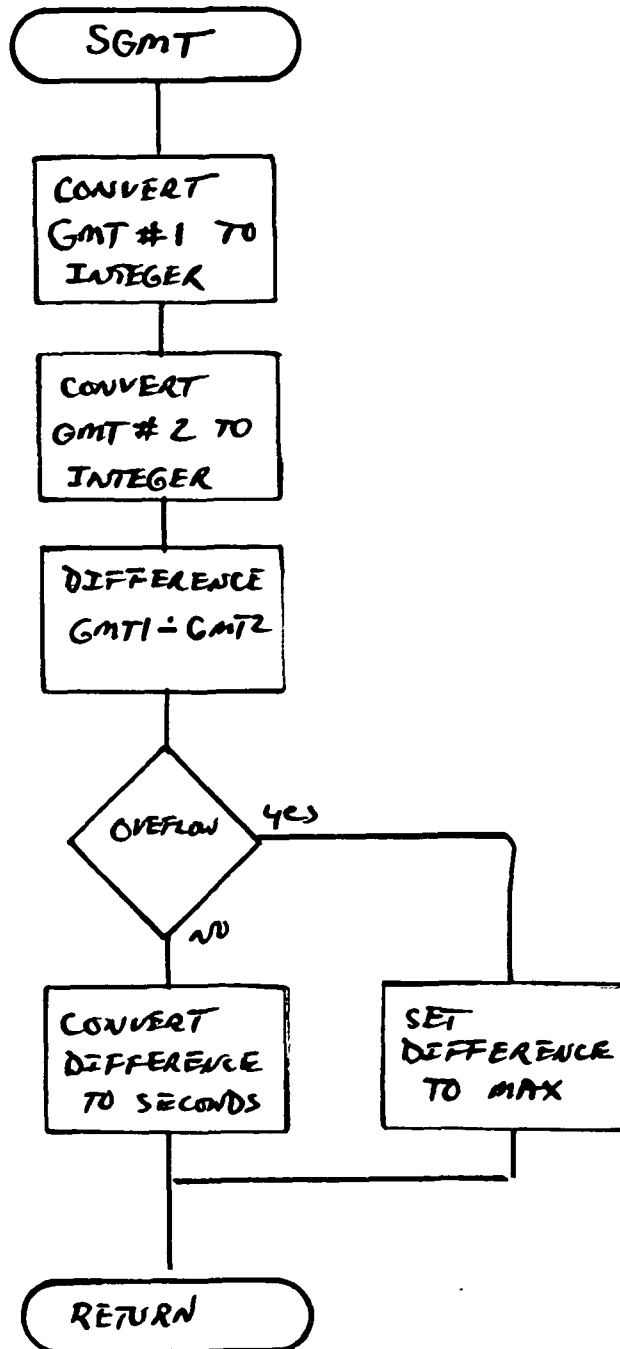 SGMT
CONVERT
GMT #1 TO
INTEGER
CONVERT
GMT # 2 TO
INTEGER
DIFFERENCE
GMT1 - GMT2
OVEFLOW
yes
NO
CONVERT
DIFFERENCE
TO SECONDS
SET
DIFFERENCE
TO MAX
RETURN